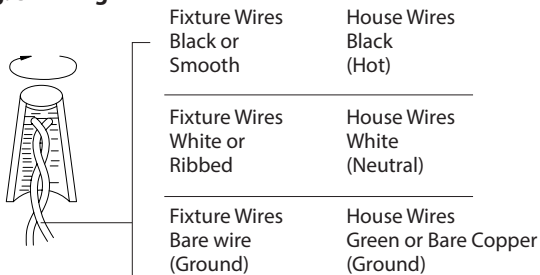 Fixture Wires House Wires
Black or Black
Smooth (Hot)
Fixture Wires House Wires
White or White
Ribbed (Neutral)
Fixture Wires House Wires
Bare wire Green or Bare Copper
(Ground) (Ground)